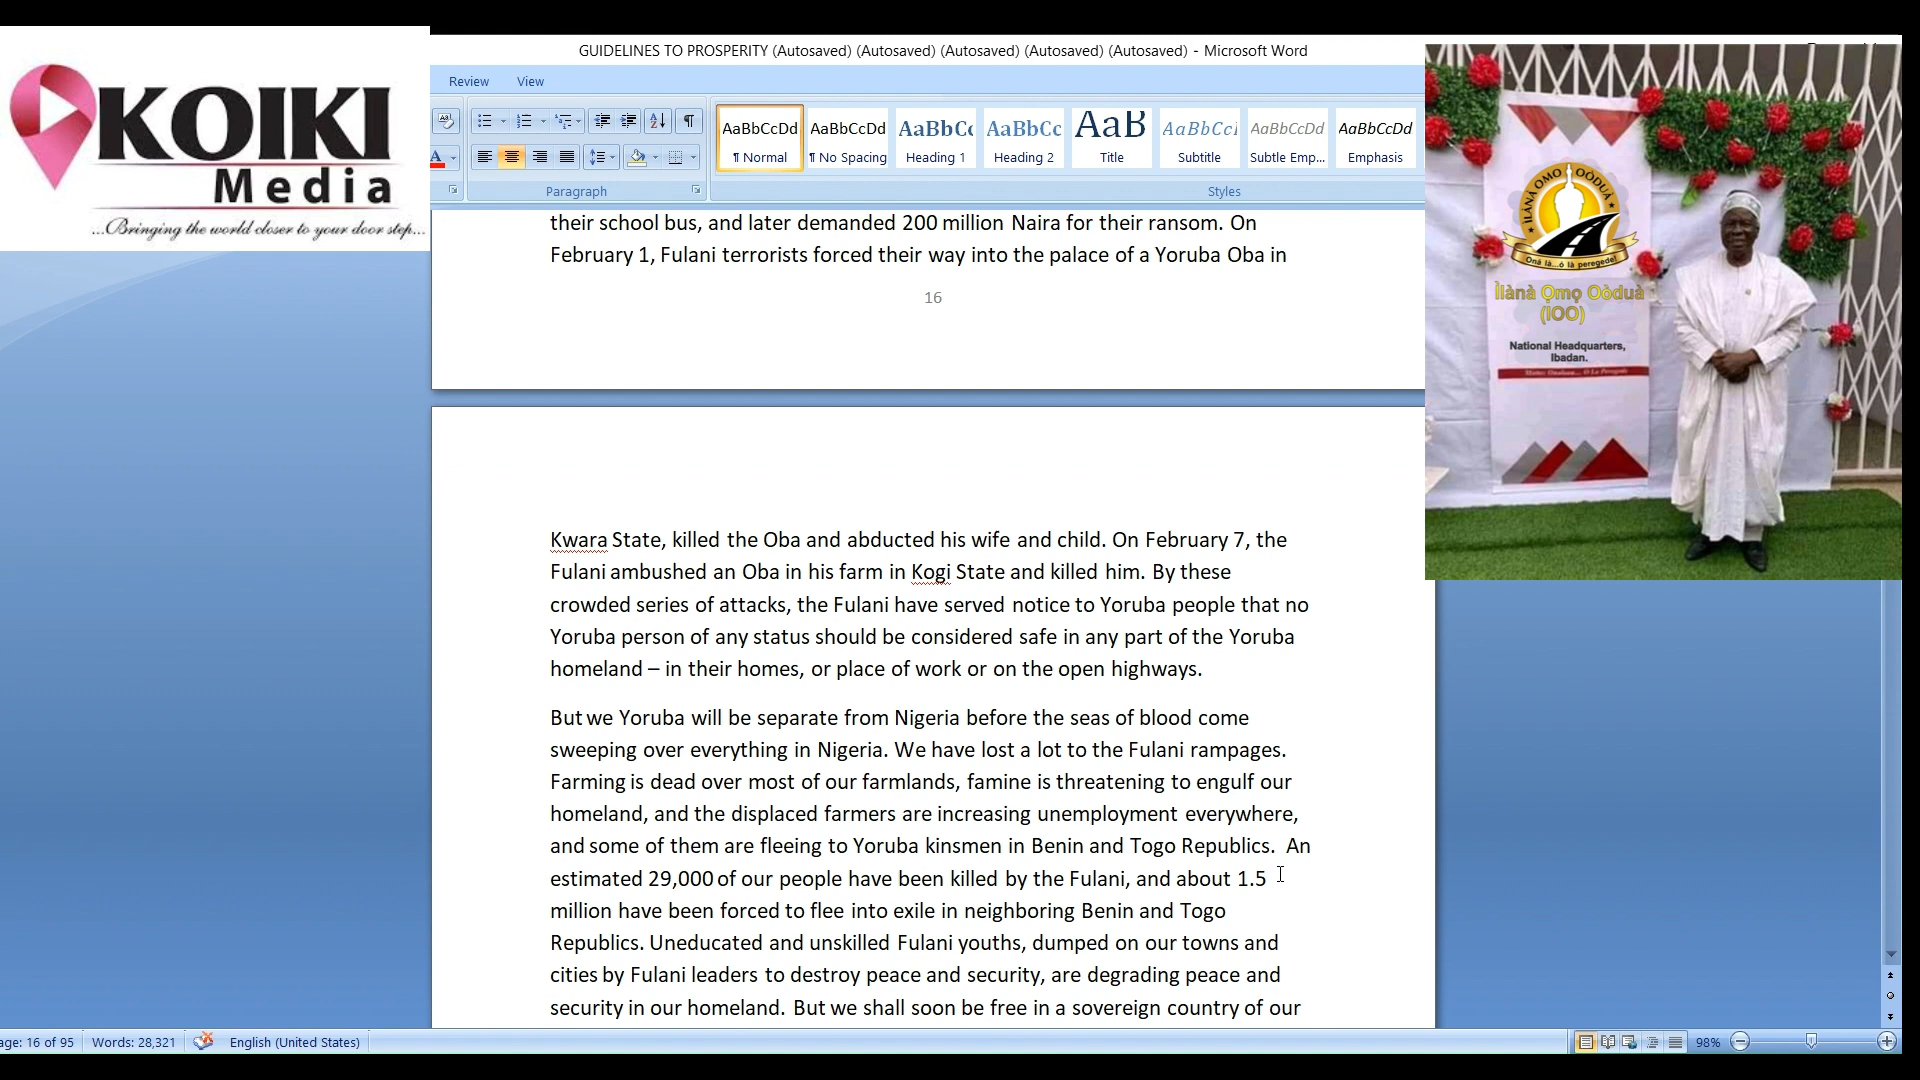 KOIKI
Media
...Bringing the world closer to your door step...
GUIDELINES TO PROSPERITY (Autosaved) (Autosaved) (Autosaved) (Autosaved) (Autosaved) - Microsoft Word
Review View
AaBbCcDd AaBbCcDd AaBbCc AaBbCc AaB AaBbCcl AaBbCcDd AaBbCcDd
¶ Normal ¶ No Spacing Heading 1 Heading 2 Title Subtitle Subtle Emp... Emphasis
Paragraph Styles
their school bus, and later demanded 200 million Naira for their ransom. On
February 1, Fulani terrorists forced their way into the palace of a Yoruba Oba in
16
Kwara State, killed the Oba and abducted his wife and child. On February 7, the
Fulani ambushed an Oba in his farm in Kogi State and killed him. By these
crowded series of attacks, the Fulani have served notice to Yoruba people that no
Yoruba person of any status should be considered safe in any part of the Yoruba
homeland – in their homes, or place of work or on the open highways.
But we Yoruba will be separate from Nigeria before the seas of blood come
sweeping over everything in Nigeria. We have lost a lot to the Fulani rampages.
Farming is dead over most of our farmlands, famine is threatening to engulf our
homeland, and the displaced farmers are increasing unemployment everywhere,
and some of them are fleeing to Yoruba kinsmen in Benin and Togo Republics.  An
estimated 29,000 of our people have been killed by the Fulani, and about 1.5
million have been forced to flee into exile in neighboring Benin and Togo
Republics. Uneducated and unskilled Fulani youths, dumped on our towns and
cities by Fulani leaders to destroy peace and security, are degrading peace and
security in our homeland.  But we shall soon be free in a sovereign country of our
ÌLÀNÀ OMO OÒDUÀ
Onà là...ó là peregede!
Ìlànà Ọmọ Oòduà
(IOO)
National Headquarters,
Ibadan.
age: 16 of 95 Words: 28,321 English (United States) 98%